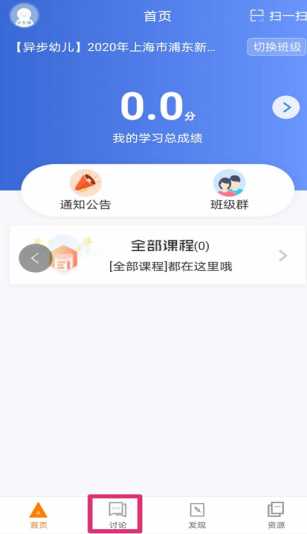 首页
扫一扫
【异步幼儿】2020年上海市浦东新...
切换班级
0.0分
我的学习总成绩
通知公告
班级群
全部课程(0)
[全部课程]都在这里哦
首页
讨论
发现
资源